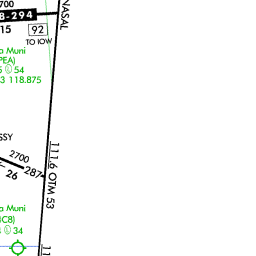 2700
NASAL
8-294
15
92
TO IOW
a Muni
PEA)
54
3 118.875
SSY
2700
287
26
111.6 OTM 53
a Muni
C8)
34
11